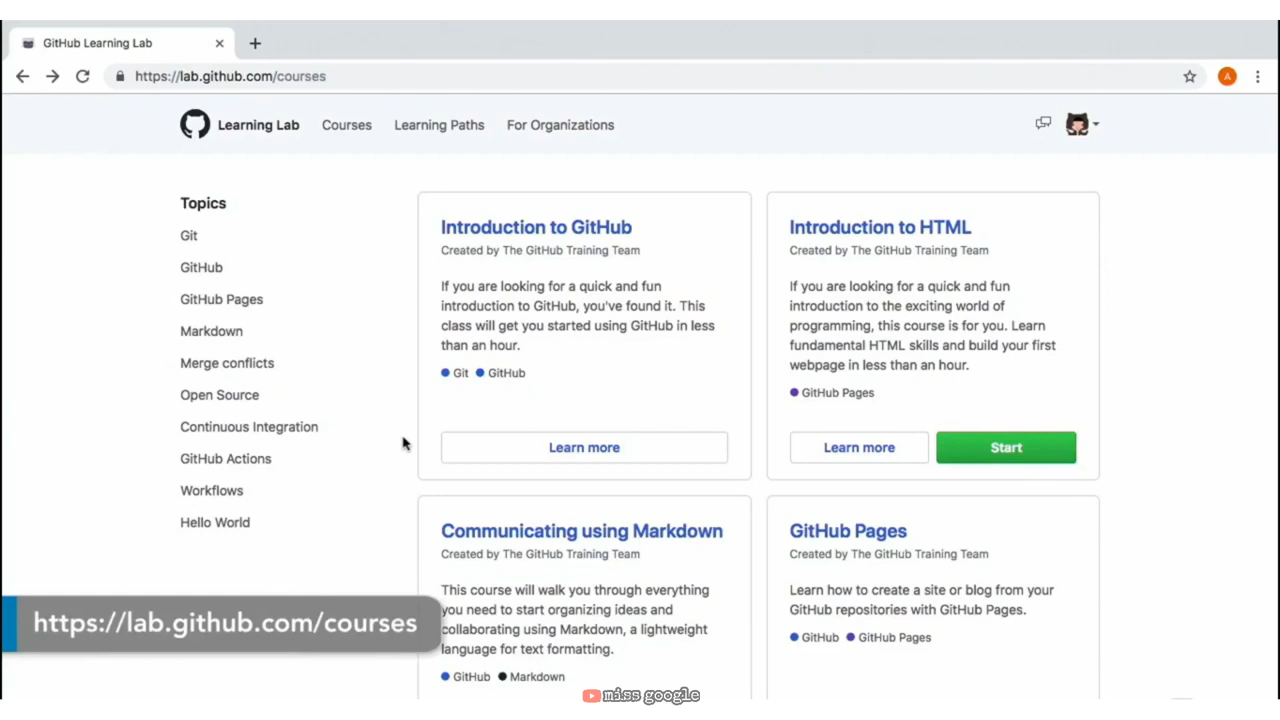 GitHub Learning Lab
https://lab.github.com/courses
A
Learning Lab
Courses
Learning Paths
For Organizations
Topics
Git
GitHub
GitHub Pages
Markdown
Merge conflicts
Open Source
Continuous Integration
GitHub Actions
Workflows
Hello World
Introduction to GitHub
Created by The GitHub Training Team
If you are looking for a quick and fun
introduction to GitHub, you've found it. This
class will get you started using GitHub in less
than an hour.
Git GitHub
Learn more
Introduction to HTML
Created by The GitHub Training Team
If you are looking for a quick and fun
introduction to the exciting world of
programming, this course is for you. Learn
fundamental HTML skills and build your first
webpage in less than an hour.
GitHub Pages
Learn more
Start
Communicating using Markdown
Created by The GitHub Training Team
This course will walk you through everything
you need to start organizing ideas and
collaborating using Markdown, a lightweight
language for text formatting.
GitHub Markdown
GitHub Pages
Created by The GitHub Training Team
Learn how to create a site or blog from your
GitHub repositories with GitHub Pages.
GitHub GitHub Pages
https://lab.github.com/courses
miss google